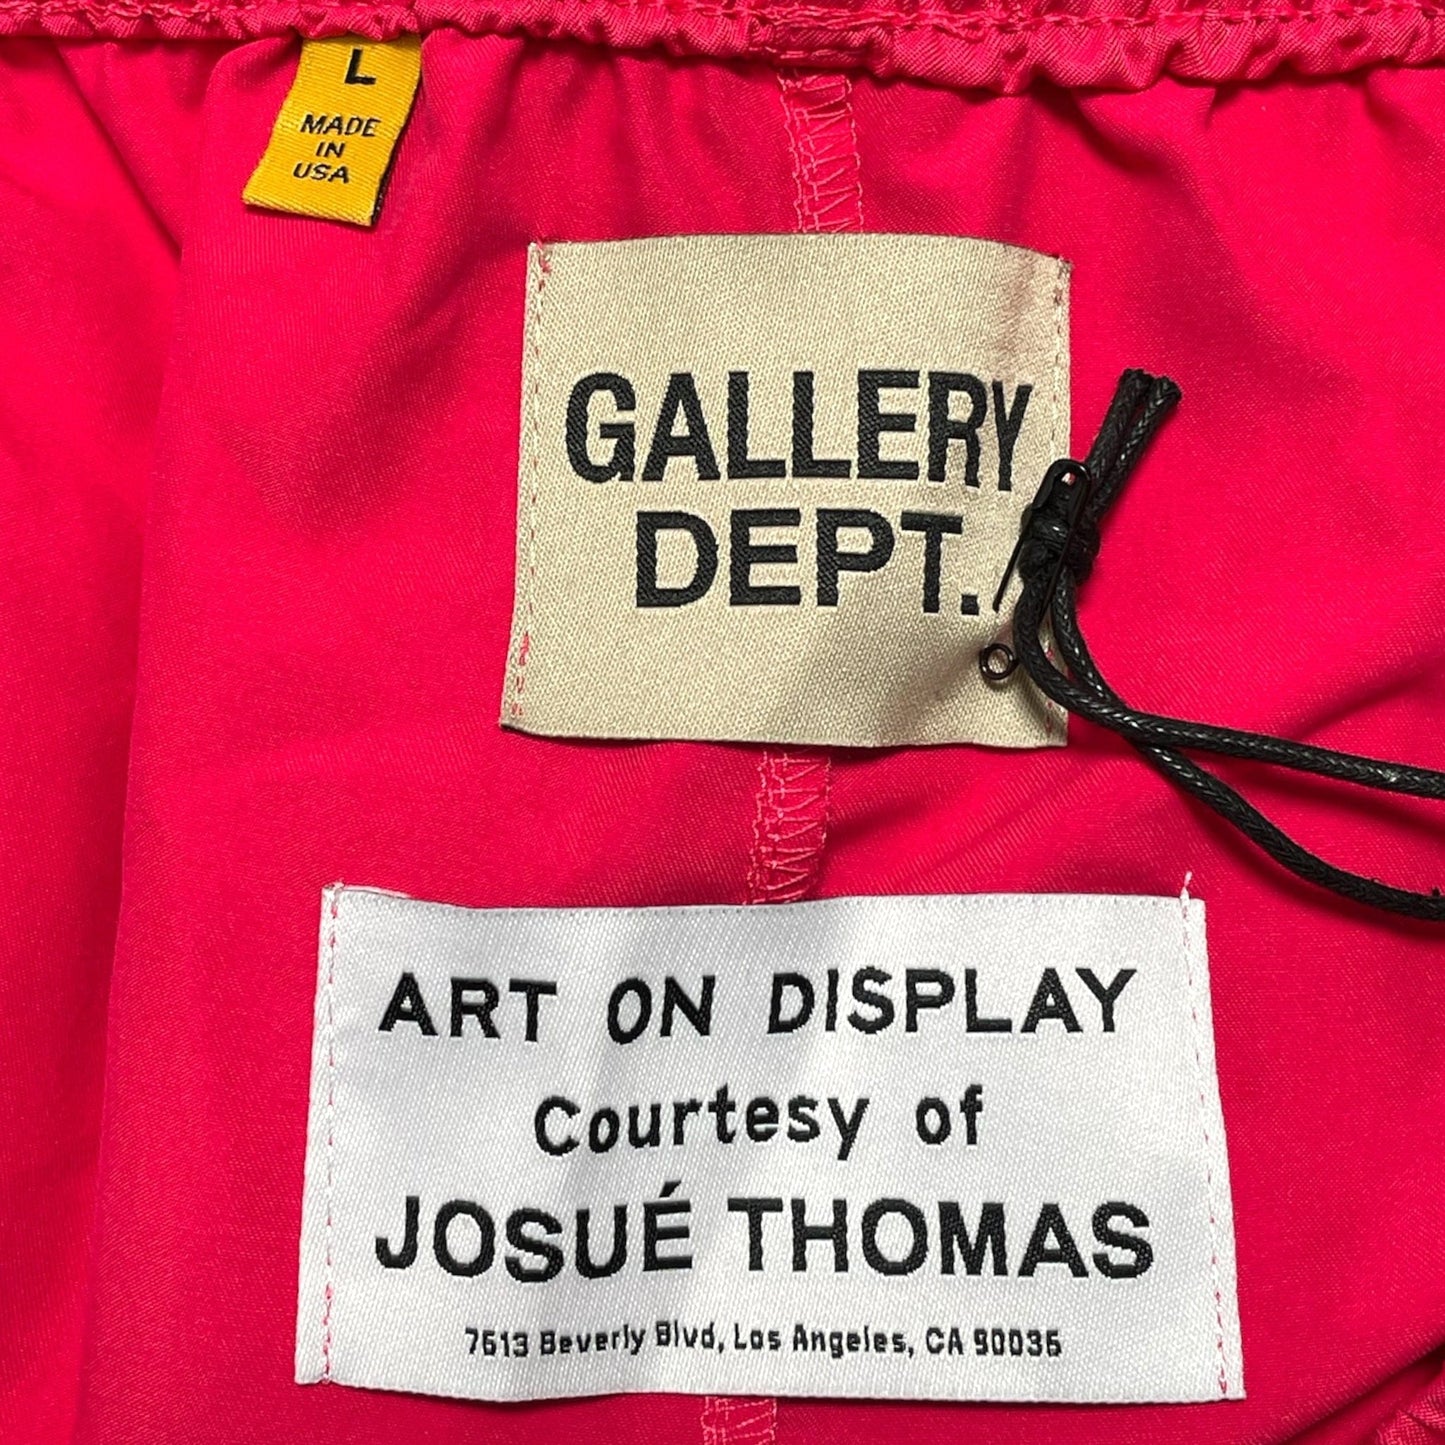 L
MADE
IN
USA
GALLERY
DEPT.
ART ON DISPLAY
Courtesy of
JOSUÉ THOMAS
7613 Beverly Blvd, Los Angeles, CA 90036